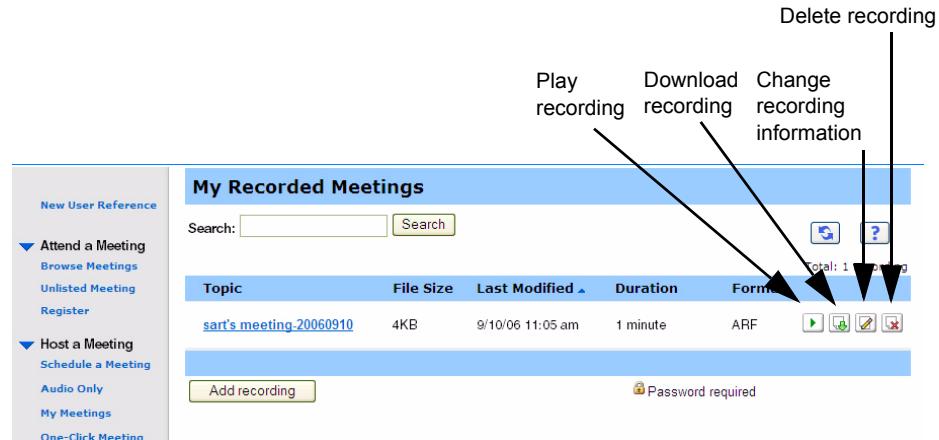 Delete recording
Play
recording
Download
recording
Change
recording
information
New User Reference
Attend a Meeting
Browse Meetings
Unlisted Meeting
Register
Host a Meeting
Schedule a Meeting
Audio Only
My Meetings
One-Click Meeting
My Recorded Meetings
Search: Search
?
Total: 1
Topic File Size Last Modified Duration
sart's meeting-20060910 4KB 9/10/06 11:05 am 1 minute ARF
Add recording Password required